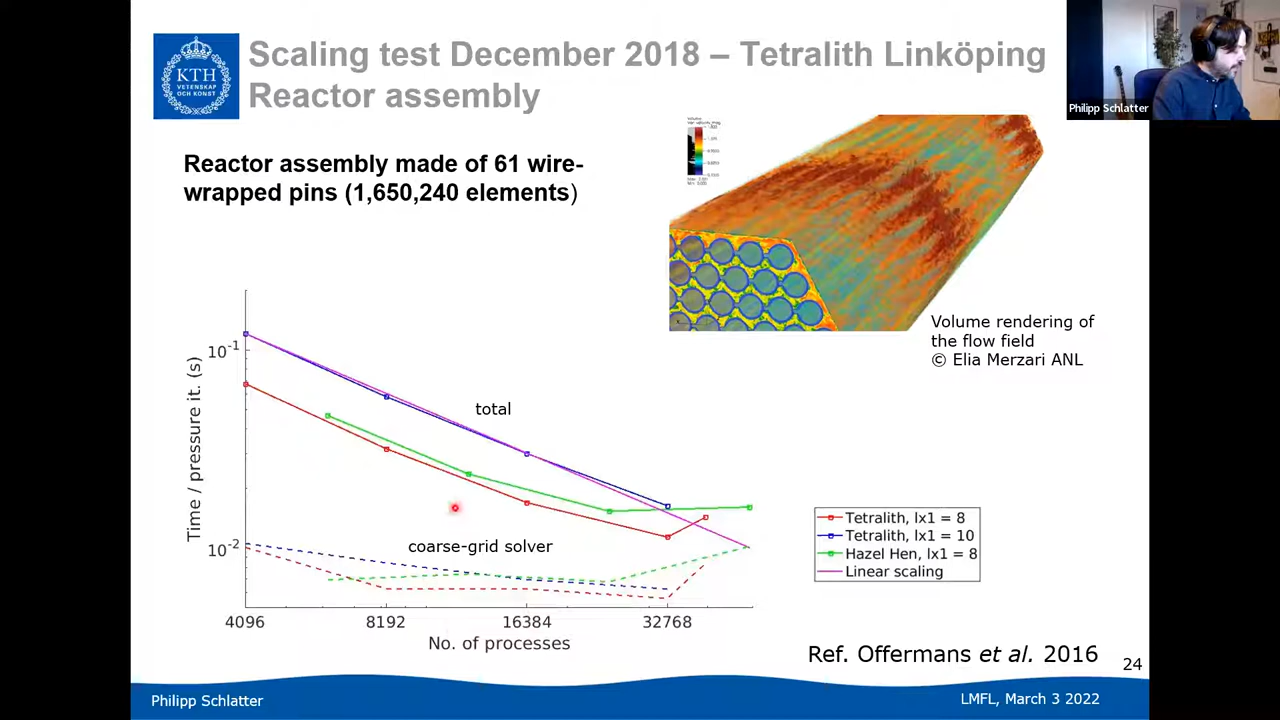 Scaling test December 2018 – Tetralith Linköping
Reactor assembly
KTH
VETENSKAP
OCH KONST
Philipp Schlatter
Reactor assembly made of 61 wire-
wrapped pins (1,650,240 elements)
Volume rendering of
the flow field
© Elia Merzari ANL
Time / pressure it. (s)
10-1
10-2
total
coarse-grid solver
4096 8192 16384 32768
No. of processes
Tetralith, lx1 = 8
Tetralith, lx1 = 10
Hazel Hen, lx1 = 8
Linear scaling
Ref. Offermans et al. 2016
24
Philipp Schlatter
LMFL, March 3 2022